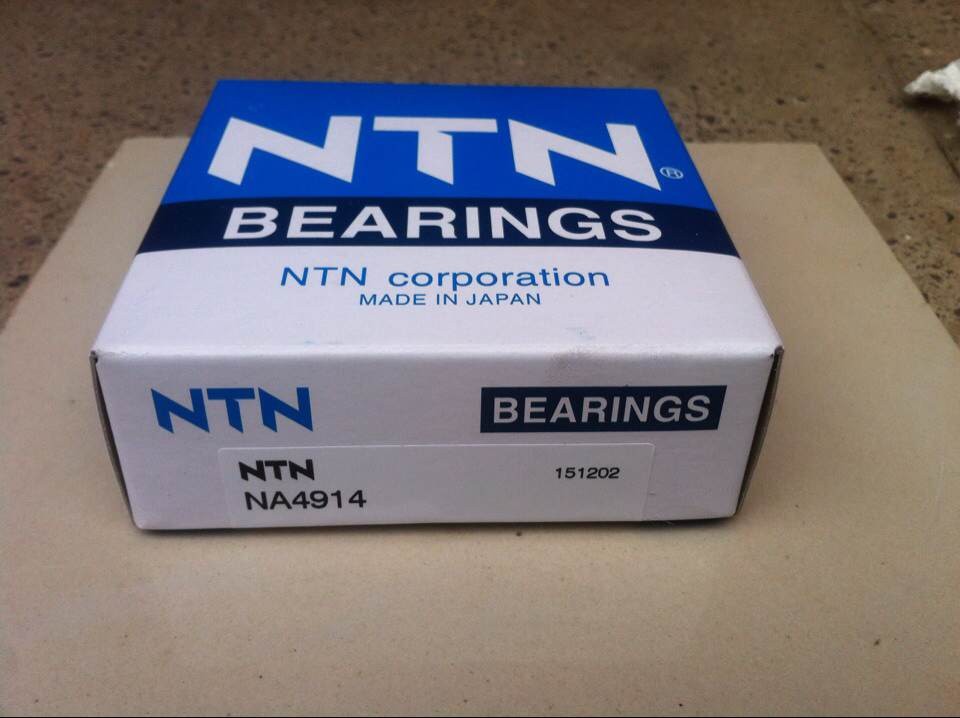 NTN®
BEARINGS
NTN corporation
MADE IN JAPAN
NTN BEARINGS
NTN 151202
NA4914